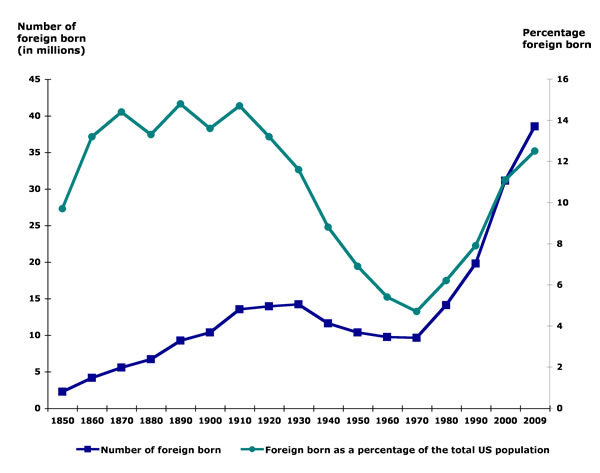 Number of
foreign born
(in millions)
Percentage
foreign born
45
40
35
30
25
20
15
10
5
0
16
14
12
10
8
6
4
2
0
1850 1860 1870 1880 1890 1900 1910 1920 1930 1940 1950 1960 1970 1980 1990 2000 2009
Number of foreign born
Foreign born as a percentage of the total US population